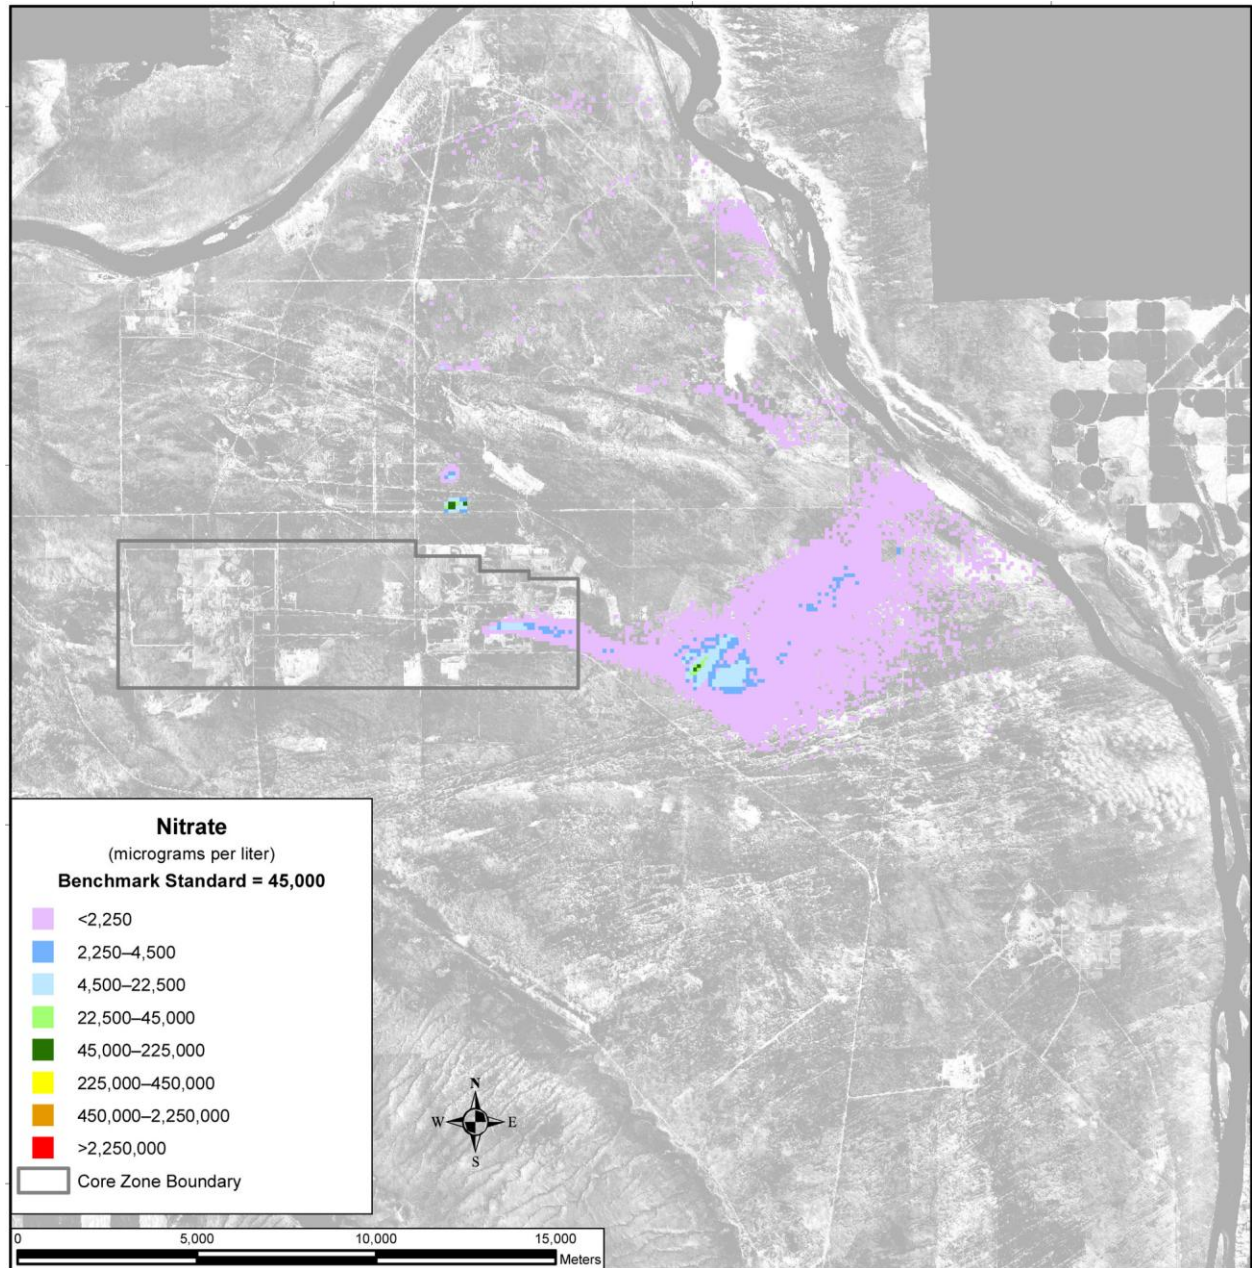 Nitrate
(micrograms per liter)
Benchmark Standard = 45,000
<2,250
2,250–4,500
4,500–22,500
22,500–45,000
45,000–225,000
225,000–450,000
450,000–2,250,000
>2,250,000
Core Zone Boundary
N
W E
S
0 5,000 10,000 15,000
Meters